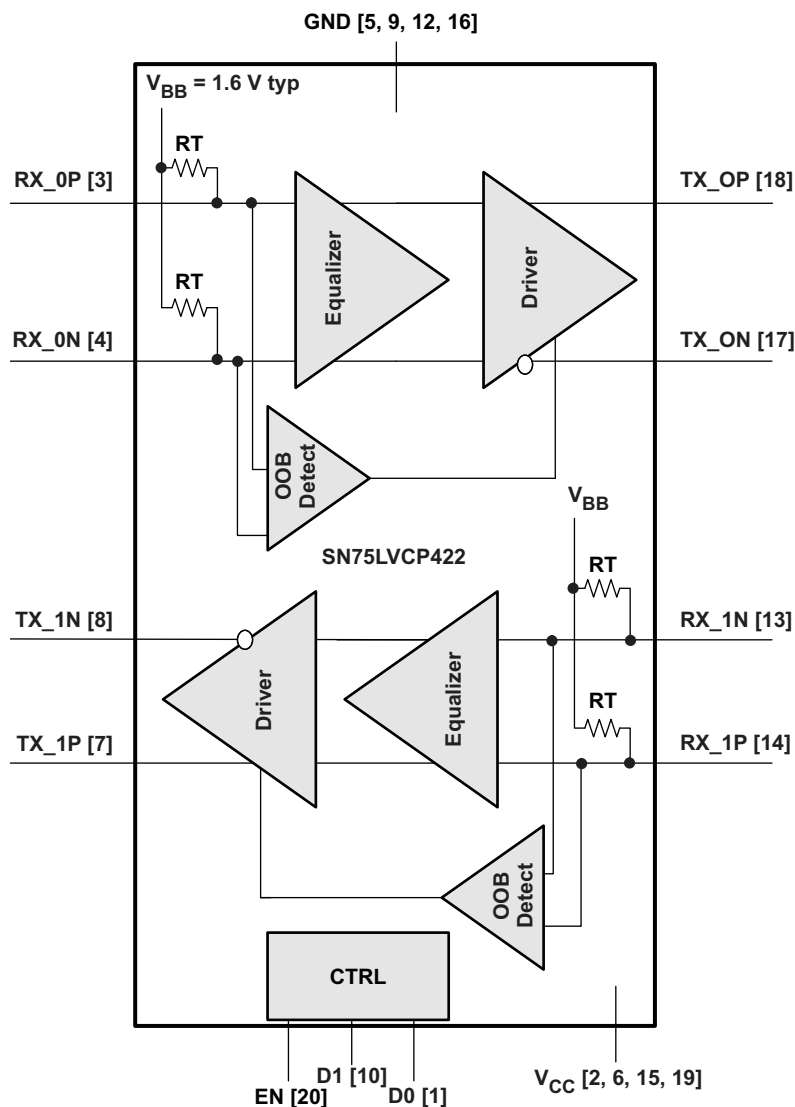 GND [5, 9, 12, 16]
VBB = 1.6 V typ
RT
RX_0P [3]
TX_OP [18]
Equalizer
Driver
RT
RX_0N [4]
TX_ON [17]
OOB
Detect
VBB
SN75LVCP422
RT
TX_1N [8]
RX_1N [13]
Driver
Equalizer
RT
TX_1P [7]
RX_1P [14]
OOB
Detect
CTRL
EN [20]
D1 [10]
D0 [1]
VCC [2, 6, 15, 19]